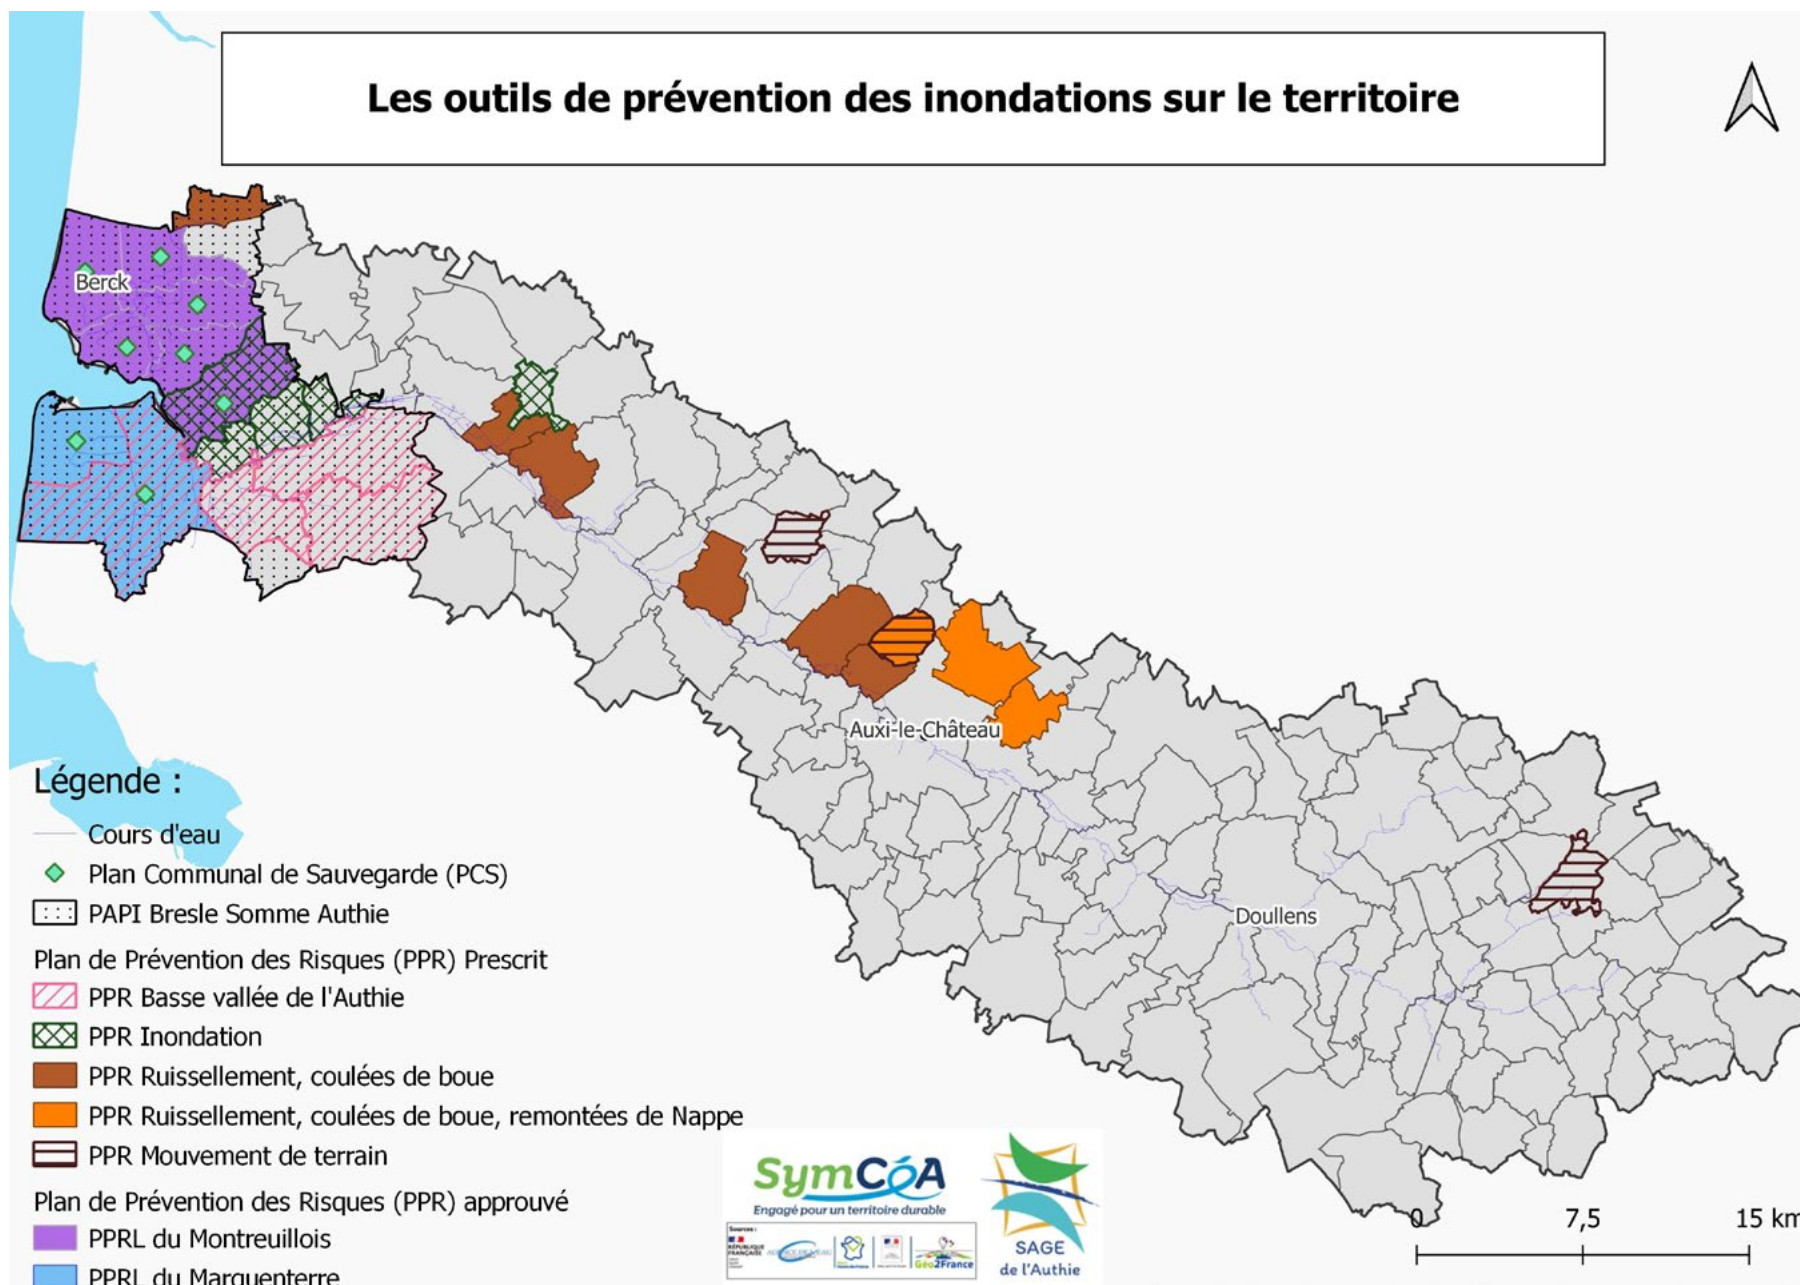 Les outils de prévention des inondations sur le territoire
Berck
Auxi-le-Château
Doullens
Légende :
Cours d'eau
Plan Communal de Sauvegarde (PCS)
PAPI Bresle Somme Authie
Plan de Prévention des Risques (PPR) Prescrit
PPR Basse vallée de l'Authie
PPR Inondation
PPR Ruissellement, coulées de boue
PPR Ruissellement, coulées de boue, remontées de Nappe
PPR Mouvement de terrain
Plan de Prévention des Risques (PPR) approuvé
PPRL du Montreuillois
PPRL du Marquenterre
SymCéA
Engagé pour un territoire durable
Sources :
RÉPUBLIQUE
FRANÇAISE
Géo2France
SAGE
de l'Authie
0 7,5 15 km